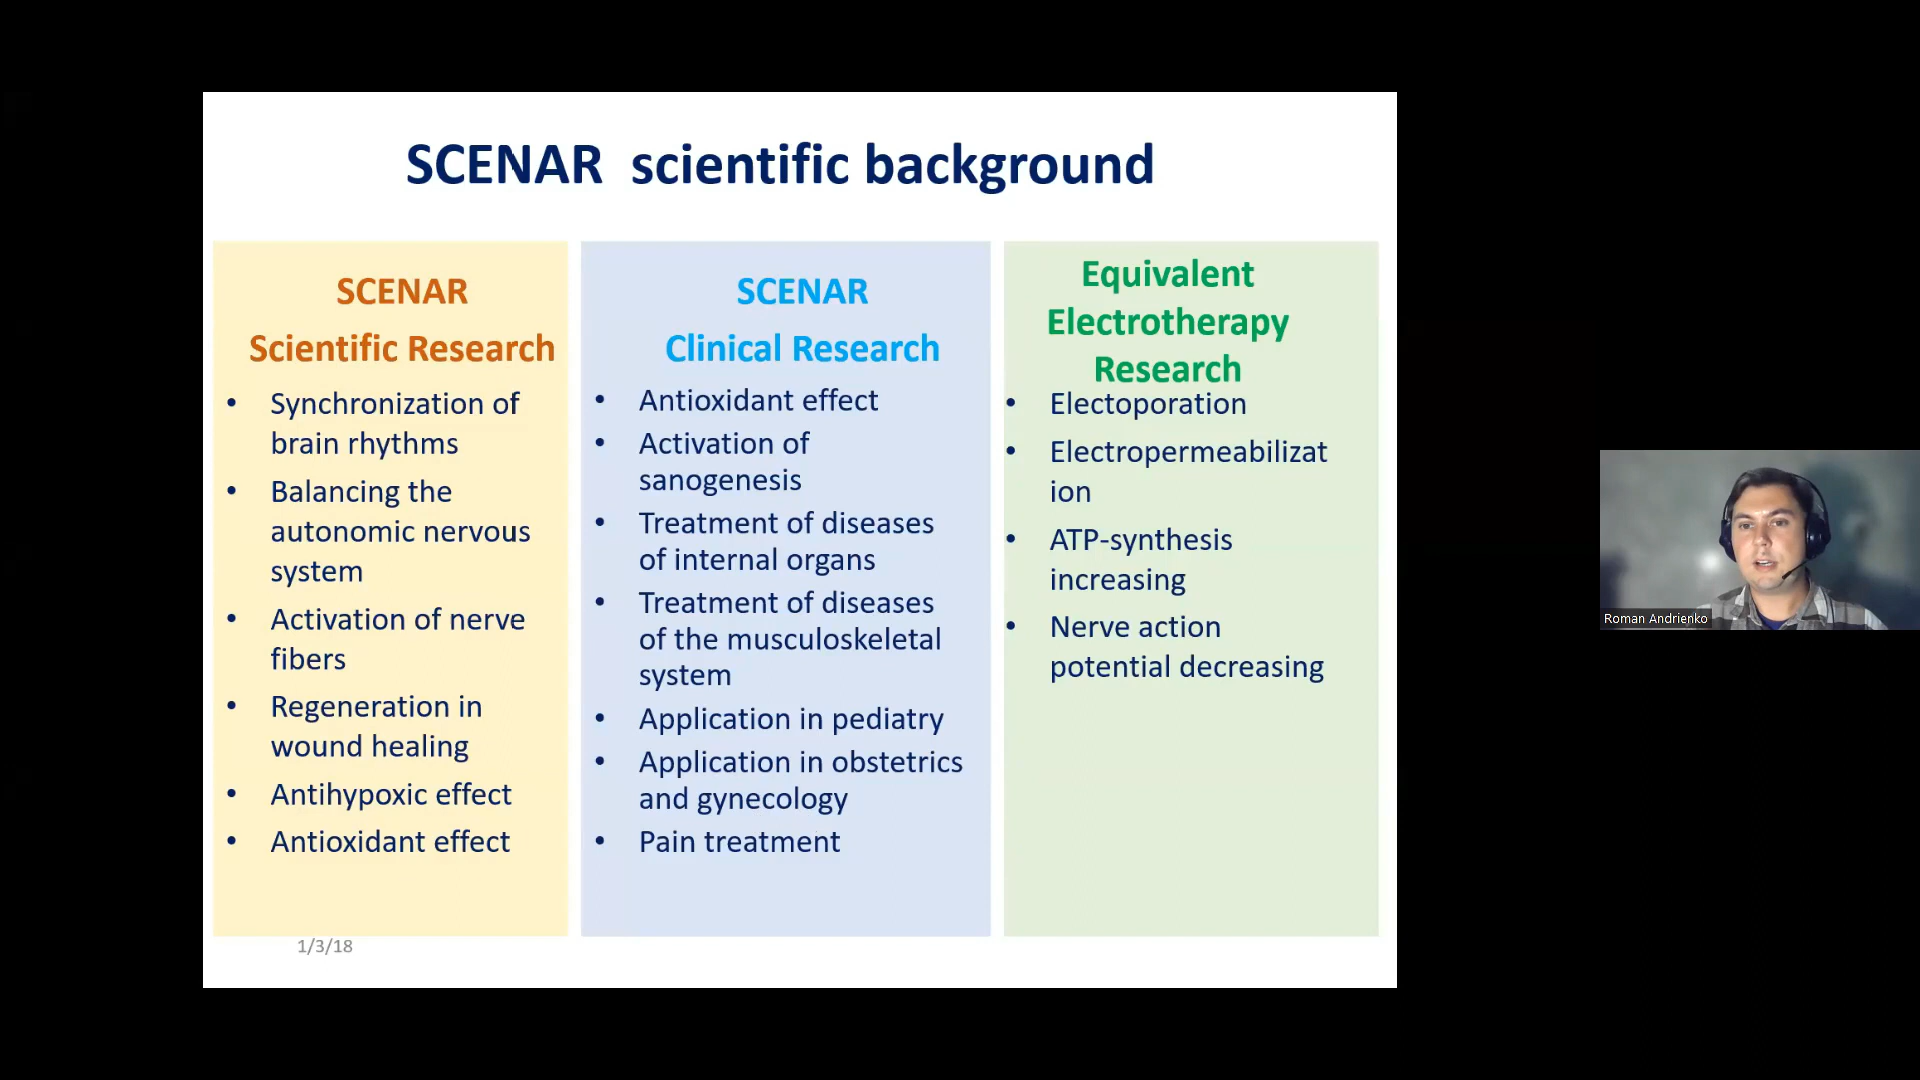 SCENAR scientific background
SCENAR
Scientific Research
• Synchronization of
brain rhythms
• Balancing the
autonomic nervous
system
• Activation of nerve
fibers
• Regeneration in
wound healing
• Antihypoxic effect
• Antioxidant effect
SCENAR
Clinical Research
• Antioxidant effect
• Activation of
sanogenesis
• Treatment of diseases
of internal organs
• Treatment of diseases
of the musculoskeletal
system
• Application in pediatry
• Application in obstetrics
and gynecology
• Pain treatment
Equivalent
Electrotherapy
Research
• Electoporation
• Electropermeabilizat
ion
• ATP-synthesis
increasing
• Nerve action
potential decreasing
1/3/18
Roman Andrienko